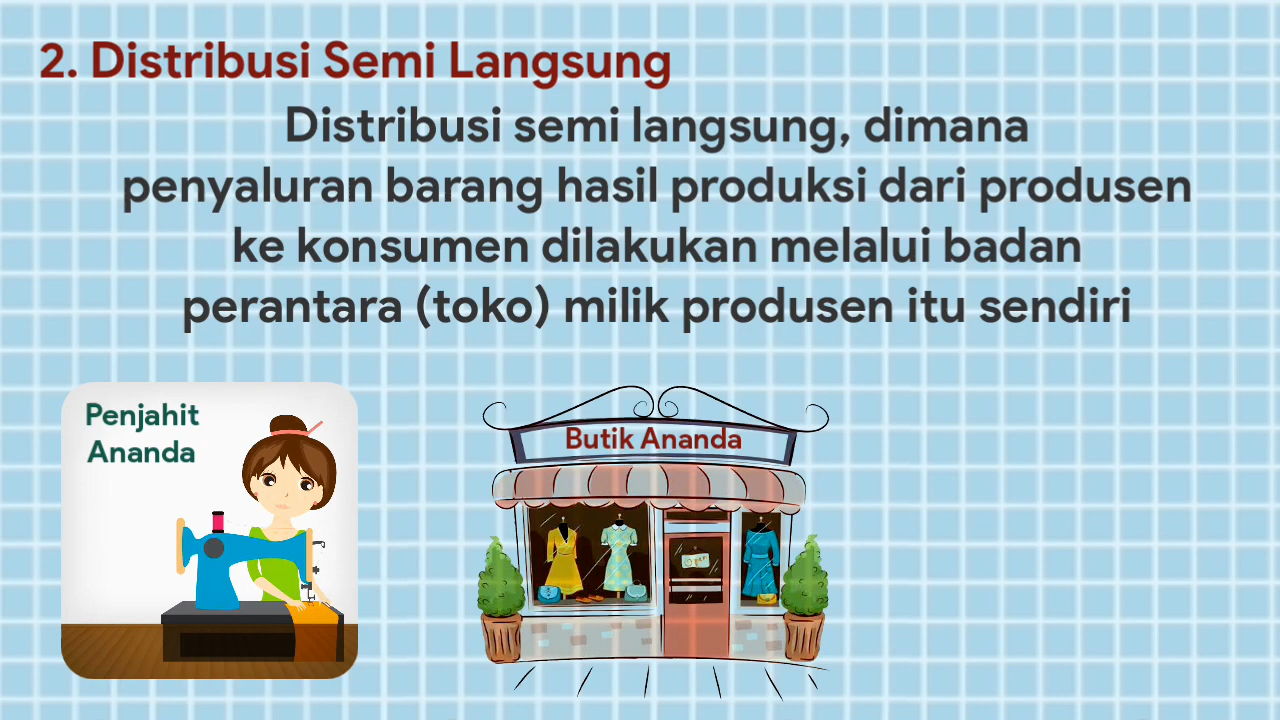 2. Distribusi Semi Langsung
Distribusi semi langsung, dimana
penyaluran barang hasil produksi dari produsen
ke konsumen dilakukan melalui badan
perantara (toko) milik produsen itu sendiri
Penjahit
Ananda
Butik Ananda